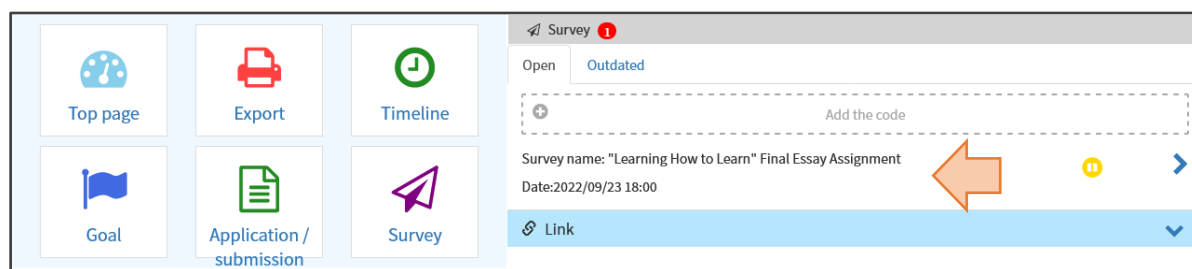 Top page
Export
Timeline
Goal
Application /
submission
Survey
Survey 1
Open
Outdated
Add the code
Survey name: "Learning How to Learn" Final Essay Assignment
Date:2022/09/23 18:00
Link